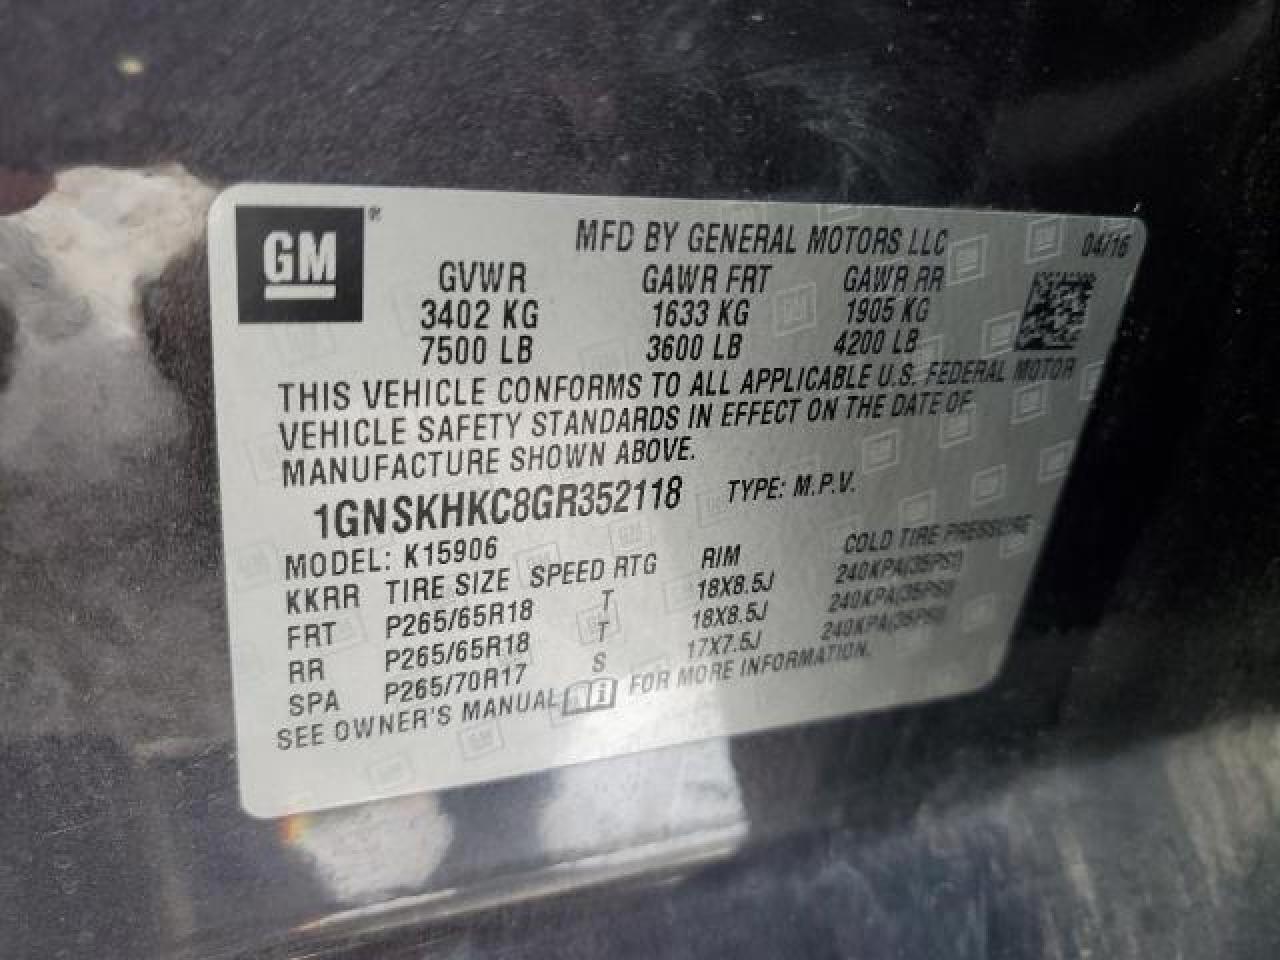 GM®
MFD BY GENERAL MOTORS LLC 04/16
GVWR GAWR FRT GAWR RR
3402 KG 1633 KG 1905 KG
7500 LB 3600 LB 4200 LB
THIS VEHICLE CONFORMS TO ALL APPLICABLE U.S. FEDERAL MOTOR
VEHICLE SAFETY STANDARDS IN EFFECT ON THE DATE OF
MANUFACTURE SHOWN ABOVE.
1GNSKHKC8GR352118 TYPE: M.P.V.
MODEL: K15906
KKRR TIRE SIZE SPEED RTG RIM COLD TIRE PRESSURE
FRT P265/65R18 T 18X8.5J 240KPA(35PSI)
RR P265/65R18 T 18X8.5J 240KPA(35PSI)
SPA P265/70R17 S 17X7.5J 240KPA(35PSI)
SEE OWNER'S MANUAL i FOR MORE INFORMATION.